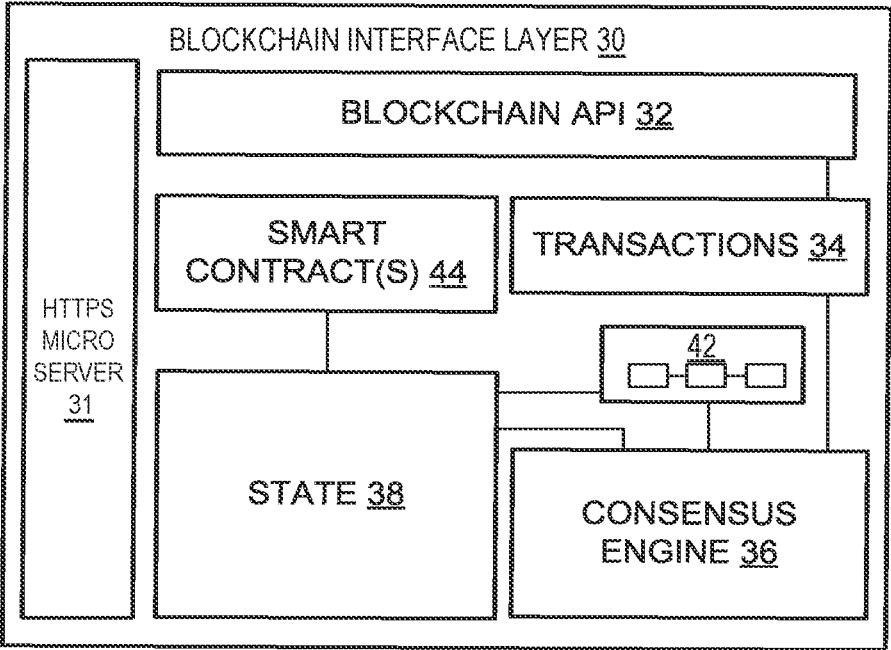 BLOCKCHAIN INTERFACE LAYER 30
BLOCKCHAIN API 32
SMART
CONTRACT(S) 44
TRANSACTIONS 34
HTTPS
MICRO
SERVER
31
42
STATE 38
CONSENSUS
ENGINE 36